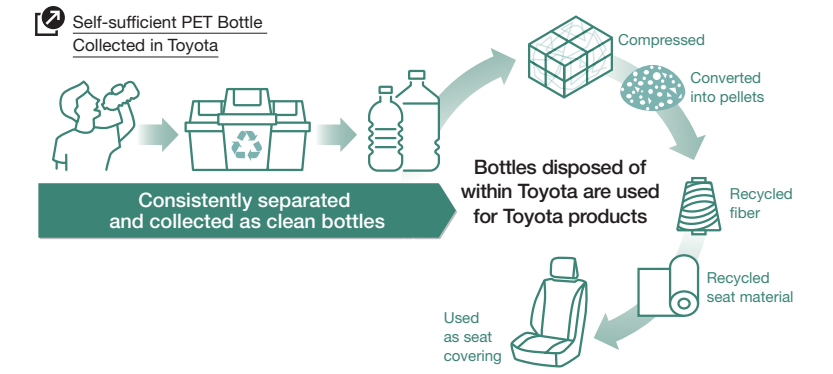 Self-sufficient PET Bottle
Collected in Toyota
Compressed
Converted
into pellets
Consistently separated
and collected as clean bottles
Bottles disposed of
within Toyota are used
for Toyota products
Recycled
fiber
Recycled
seat material
Used
as seat
covering